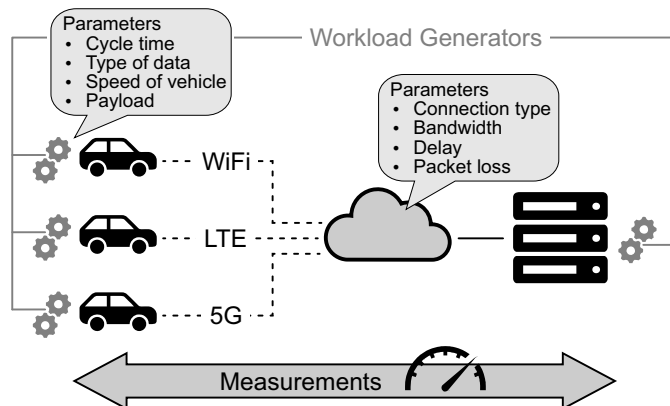 Workload Generators
Parameters
• Cycle time
• Type of data
• Speed of vehicle
• Payload
Parameters
• Connection type
• Bandwidth
• Delay
• Packet loss
WiFi
LTE
5G
Measurements